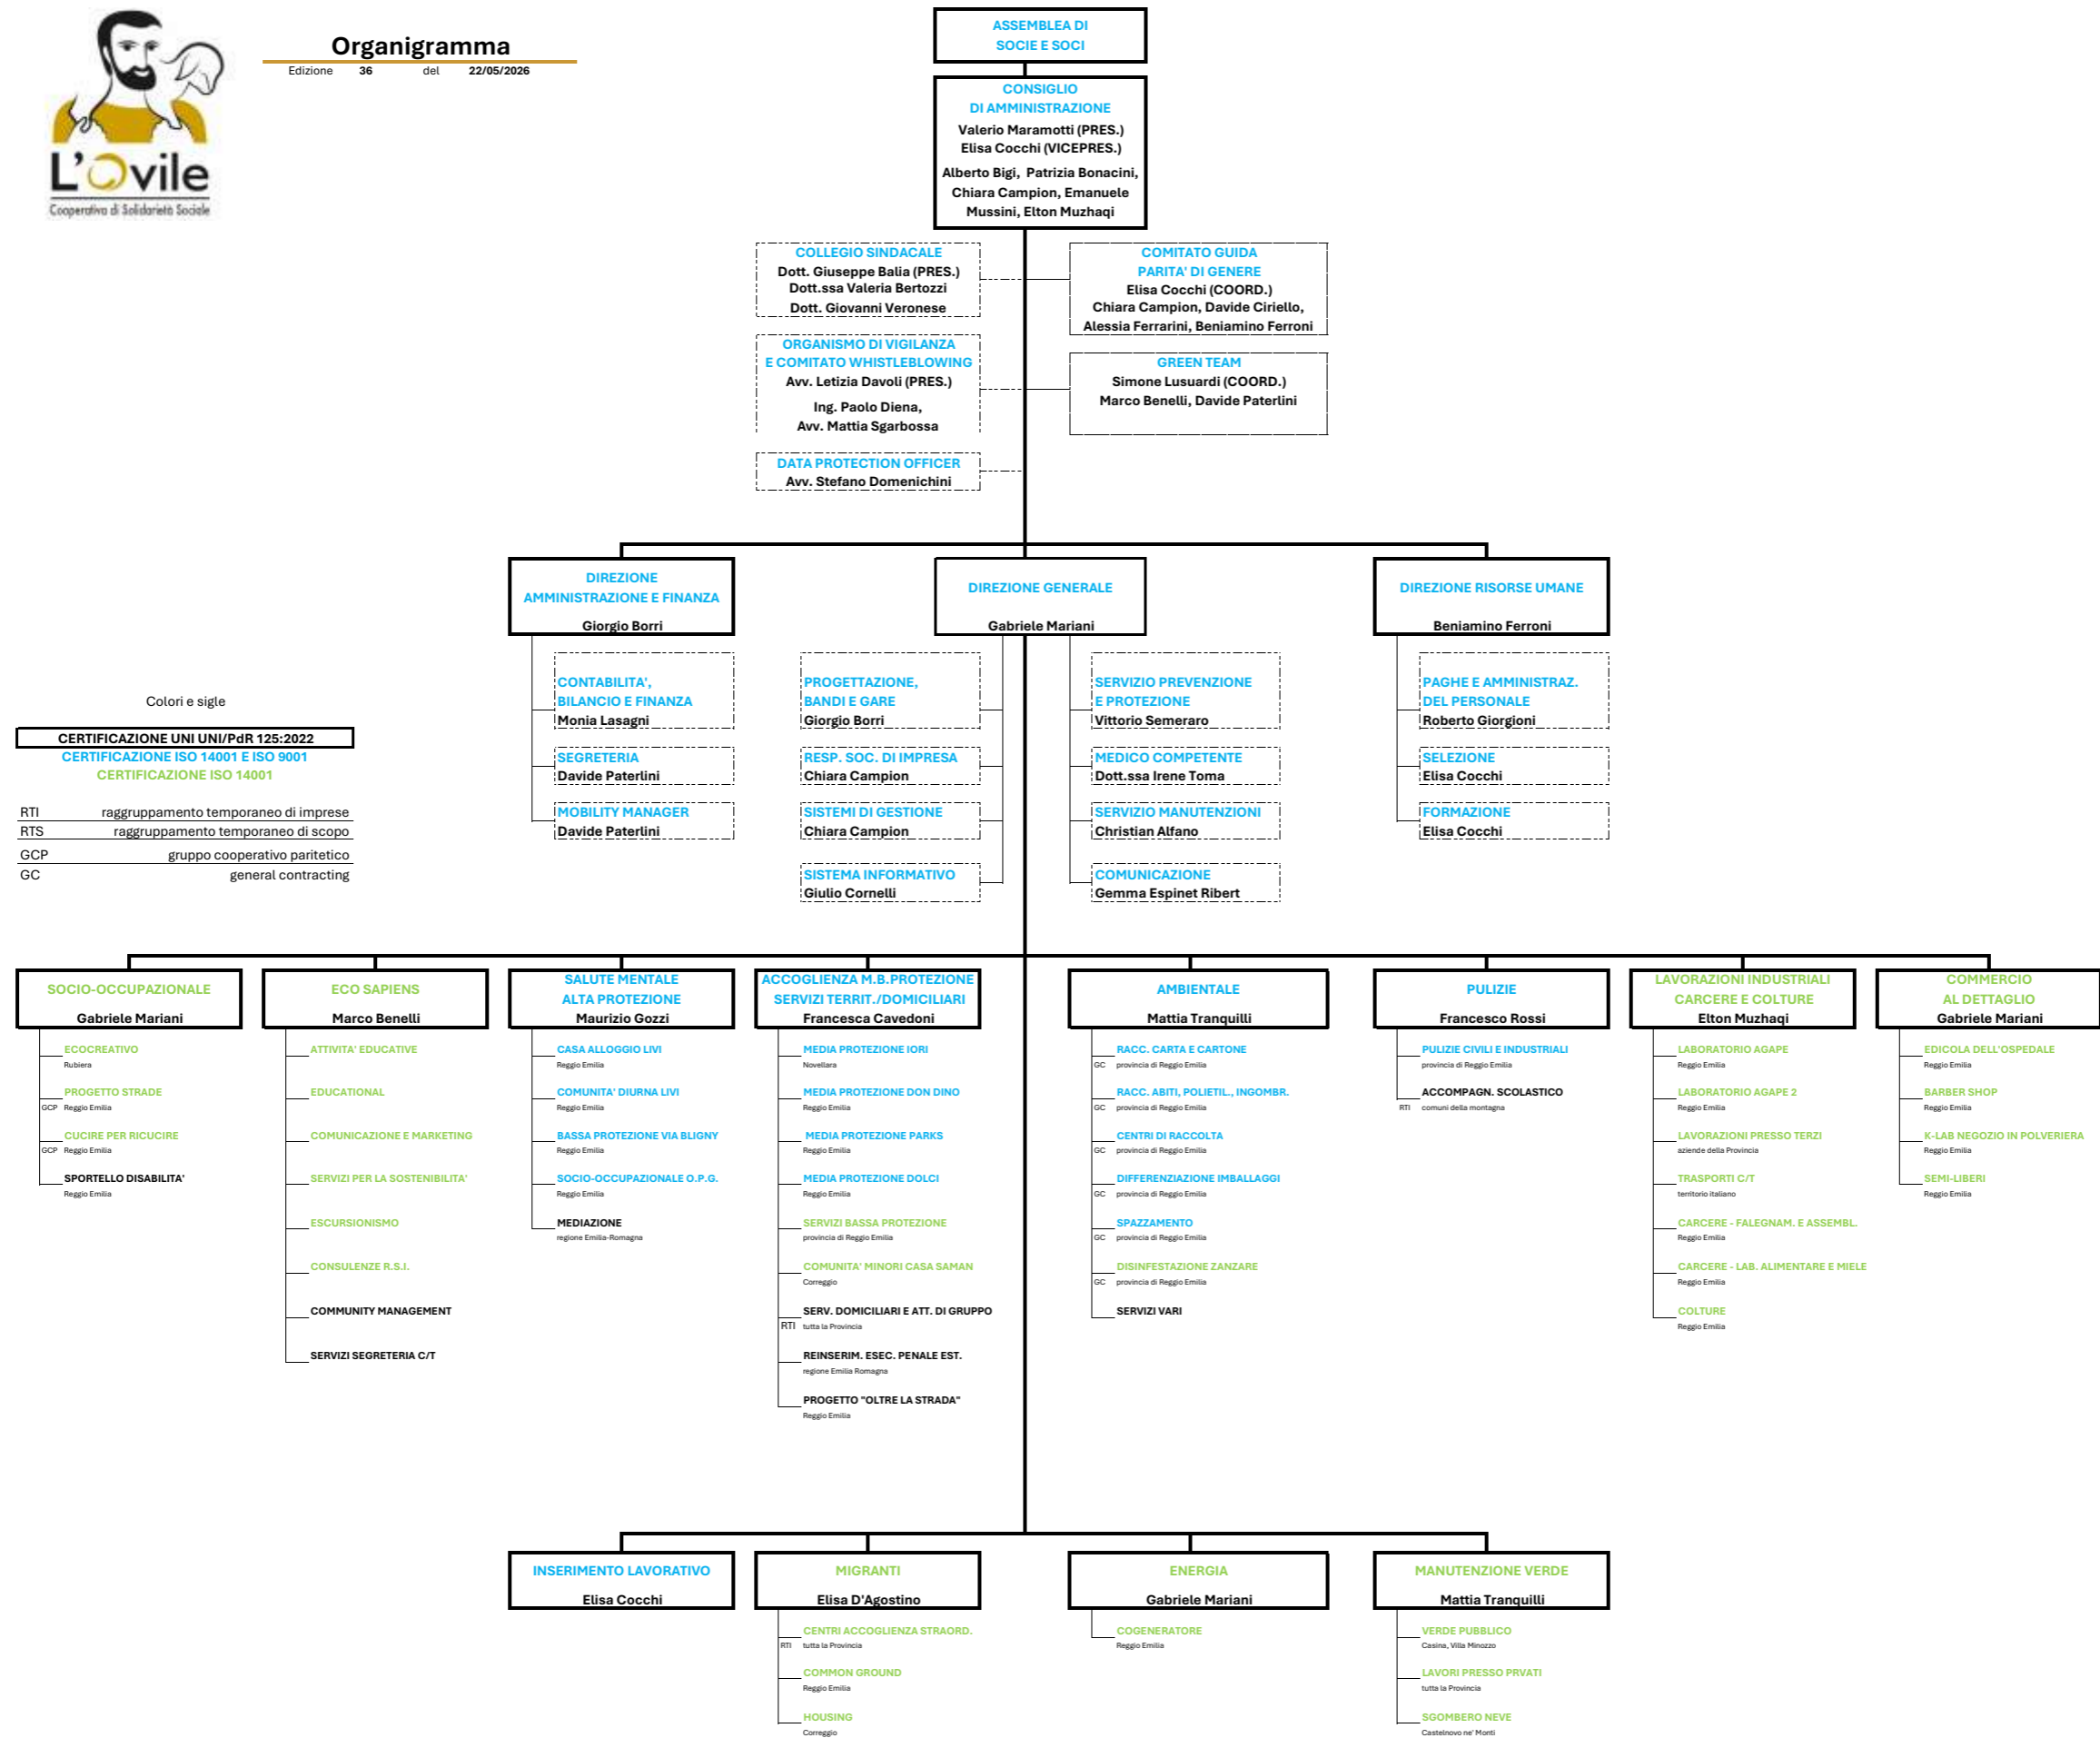 L'Ovile
Cooperativa di Solidarietà Sociale
Organigramma
Edizione 36 del 22/05/2026
ASSEMBLEA DI
SOCIE E SOCI
CONSIGLIO
DI AMMINISTRAZIONE
Valerio Maramotti (PRES.)
Elisa Cocchi (VICEPRES.)
Alberto Bigi, Patrizia Bonacini,
Chiara Campion, Emanuele
Mussini, Elton Muzhaqi
COLLEGIO SINDACALE
Dott. Giuseppe Balia (PRES.)
Dott.ssa Valeria Bertozzi
Dott. Giovanni Veronese
COMITATO GUIDA
PARITA' DI GENERE
Elisa Cocchi (COORD.)
Chiara Campion, Davide Ciriello,
Alessia Ferrarini, Beniamino Ferroni
ORGANISMO DI VIGILANZA
E COMITATO WHISTLEBLOWING
Avv. Letizia Davoli (PRES.)
Ing. Paolo Diena,
Avv. Mattia Sgarbossa
GREEN TEAM
Simone Lusuardi (COORD.)
Marco Benelli, Davide Paterlini
DATA PROTECTION OFFICER
Avv. Stefano Domenichini
DIREZIONE
AMMINISTRAZIONE E FINANZA
Giorgio Borri
DIREZIONE GENERALE
Gabriele Mariani
DIREZIONE RISORSE UMANE
Beniamino Ferroni
CONTABILITA',
BILANCIO E FINANZA
Monia Lasagni
SEGRETERIA
Davide Paterlini
MOBILITY MANAGER
Davide Paterlini
PROGETTAZIONE,
BANDI E GARE
Giorgio Borri
RESP. SOC. DI IMPRESA
Chiara Campion
SISTEMI DI GESTIONE
Chiara Campion
SISTEMA INFORMATIVO
Giulio Cornelli
SERVIZIO PREVENZIONE
E PROTEZIONE
Vittorio Semeraro
MEDICO COMPETENTE
Dott.ssa Irene Toma
SERVIZIO MANUTENZIONI
Christian Alfano
COMUNICAZIONE
Gemma Espinet Ribert
PAGHE E AMMINISTRAZ.
DEL PERSONALE
Roberto Giorgioni
SELEZIONE
Elisa Cocchi
FORMAZIONE
Elisa Cocchi
Colori e sigle
CERTIFICAZIONE UNI UNI/PdR 125:2022
CERTIFICAZIONE ISO 14001 E ISO 9001
CERTIFICAZIONE ISO 14001
RTI raggruppamento temporaneo di imprese
RTS raggruppamento temporaneo di scopo
GCP gruppo cooperativo paritetico
GC general contracting
SOCIO-OCCUPAZIONALE
Gabriele Mariani
ECOCREATIVO
Rubiera
PROGETTO STRADE
GCP Reggio Emilia
CUCIRE PER RICUCIRE
GCP Reggio Emilia
SPORTELLO DISABILITA'
Reggio Emilia
ECO SAPIENS
Marco Benelli
ATTIVITA' EDUCATIVE
EDUCATIONAL
COMUNICAZIONE E MARKETING
SERVIZI PER LA SOSTENIBILITA'
ESCURSIONISMO
CONSULENZE R.S.I.
COMMUNITY MANAGEMENT
SERVIZI SEGRETERIA C/T
SALUTE MENTALE
ALTA PROTEZIONE
Maurizio Gozzi
CASA ALLOGGIO LIVI
Reggio Emilia
COMUNITA' DIURNA LIVI
Reggio Emilia
BASSA PROTEZIONE VIA BLIGNY
Reggio Emilia
SOCIO-OCCUPAZIONALE O.P.G.
Reggio Emilia
MEDIAZIONE
regione Emilia-Romagna
ACCOGLIENZA M.B.PROTEZIONE
SERVIZI TERRIT./DOMICILIARI
Francesca Cavedoni
MEDIA PROTEZIONE IORI
Novellara
MEDIA PROTEZIONE DON DINO
Reggio Emilia
MEDIA PROTEZIONE PARKS
Reggio Emilia
MEDIA PROTEZIONE DOLCI
Reggio Emilia
SERVIZI BASSA PROTEZIONE
provincia di Reggio Emilia
COMUNITA' MINORI CASA SAMAN
Correggio
SERV. DOMICILIARI E ATT. DI GRUPPO
RTI tutta la Provincia
REINSERIM. ESEC. PENALE EST.
regione Emilia Romagna
PROGETTO "OLTRE LA STRADA"
Reggio Emilia
AMBIENTALE
Mattia Tranquilli
RACC. CARTA E CARTONE
GC provincia di Reggio Emilia
RACC. ABITI, POLIETIL., INGOMBR.
GC provincia di Reggio Emilia
CENTRI DI RACCOLTA
GC provincia di Reggio Emilia
DIFFERENZIAZIONE IMBALLAGGI
GC provincia di Reggio Emilia
SPAZZAMENTO
GC provincia di Reggio Emilia
DISINFESTAZIONE ZANZARE
GC provincia di Reggio Emilia
SERVIZI VARI
PULIZIE
Francesco Rossi
PULIZIE CIVILI E INDUSTRIALI
provincia di Reggio Emilia
ACCOMPAGN. SCOLASTICO
RTI comuni della montagna
LAVORAZIONI INDUSTRIALI
CARCERE E COLTURE
Elton Muzhaqi
LABORATORIO AGAPE
Reggio Emilia
LABORATORIO AGAPE 2
Reggio Emilia
LAVORAZIONI PRESSO TERZI
aziende della Provincia
TRASPORTI C/T
territorio italiano
CARCERE - FALEGNAM. E ASSEMBL.
Reggio Emilia
CARCERE - LAB. ALIMENTARE E MIELE
Reggio Emilia
COLTURE
Reggio Emilia
COMMERCIO
AL DETTAGLIO
Gabriele Mariani
EDICOLA DELL'OSPEDALE
Reggio Emilia
BARBER SHOP
Reggio Emilia
K-LAB NEGOZIO IN POLVERIERA
Reggio Emilia
SEMI-LIBERI
Reggio Emilia
INSERIMENTO LAVORATIVO
Elisa Cocchi
MIGRANTI
Elisa D'Agostino
CENTRI ACCOGLIENZA STRAORD.
RTI tutta la Provincia
COMMON GROUND
Reggio Emilia
HOUSING
Correggio
ENERGIA
Gabriele Mariani
COGENERATORE
Reggio Emilia
MANUTENZIONE VERDE
Mattia Tranquilli
VERDE PUBBLICO
Casina, Villa Minozzo
LAVORI PRESSO PRVATI
tutta la Provincia
SGOMBERO NEVE
Castelnovo ne' Monti